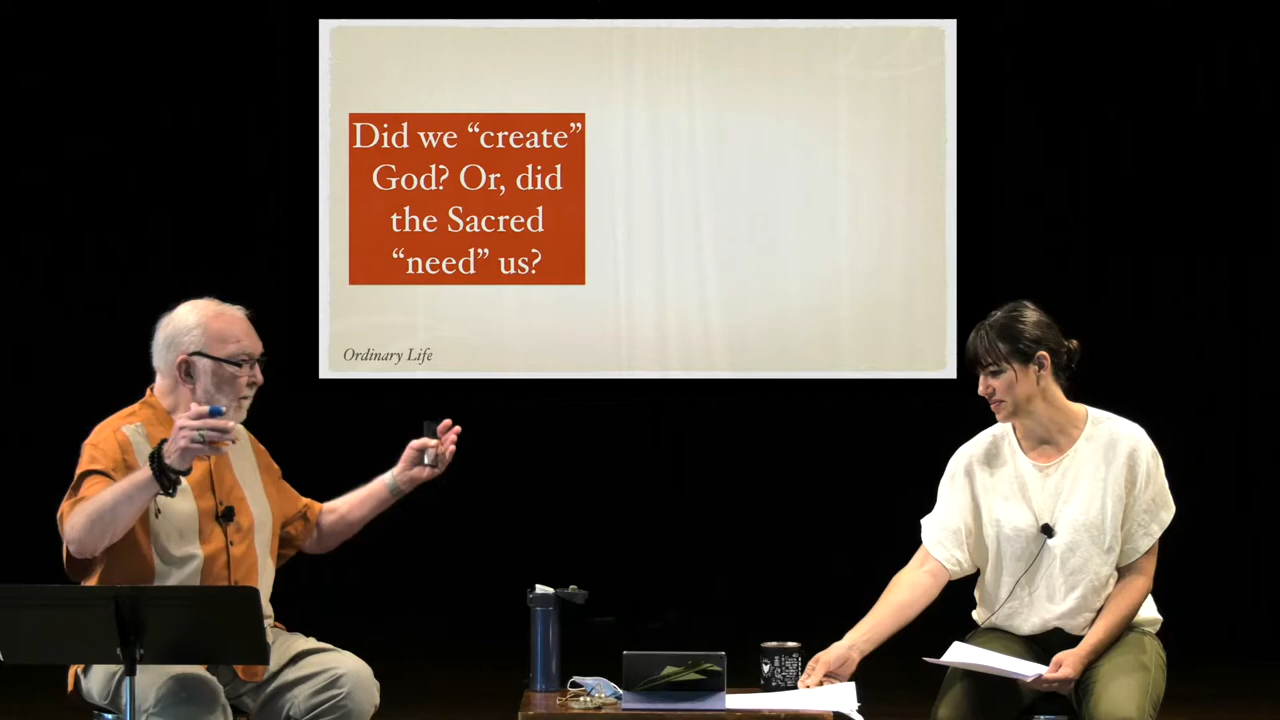 Did we “create”
God? Or, did
the Sacred
“need” us?
Ordinary Life